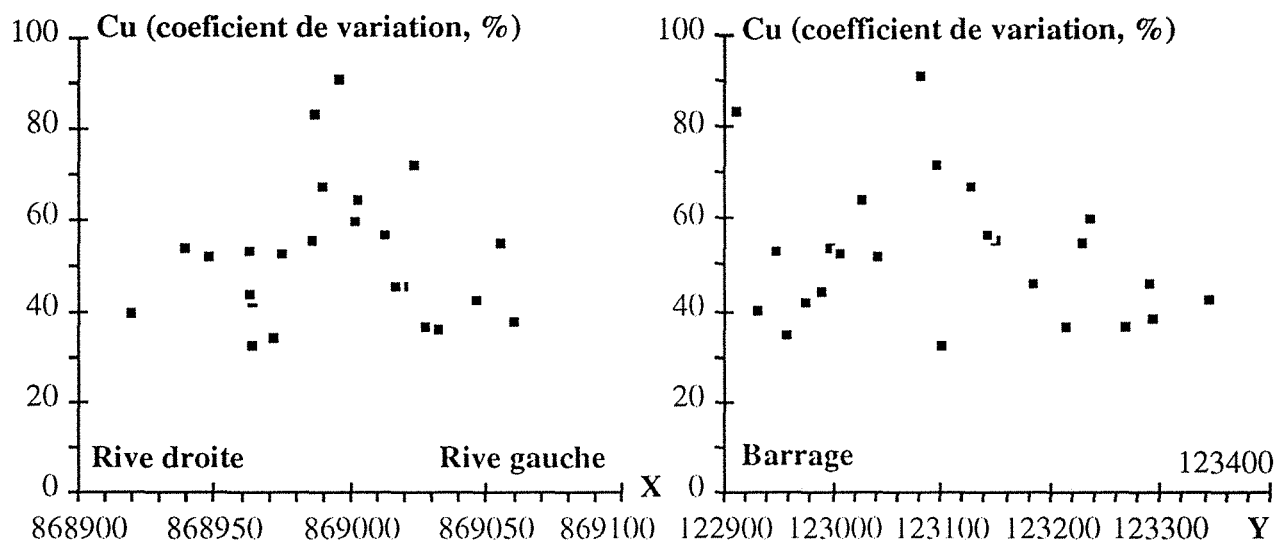 Cu (coeficient de variation, %)
100
80
60
40
20
0
Rive droite
Rive gauche
X
868900 868950 869000 869050 869100
Cu (coefficient de variation, %)
100
80
60
40
20
0
Barrage
123400
122900 123000 123100 123200 123300 Y